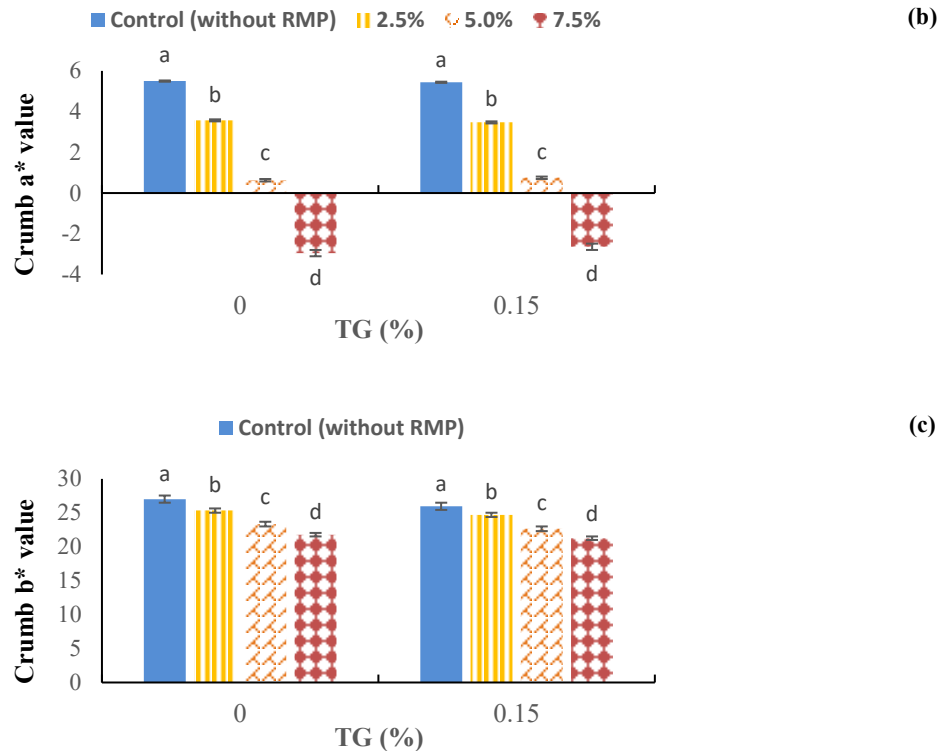 Control (without RMP) 2.5% 5.0% 7.5% (b)
a a
b b
c c
d d
6
4
2
0
-2
-4
Crumb a* value
0 0.15
TG (%)
Control (without RMP) (c)
a b c d a b c d
30
25
20
15
10
5
0
Crumb b* value
0 0.15
TG (%)